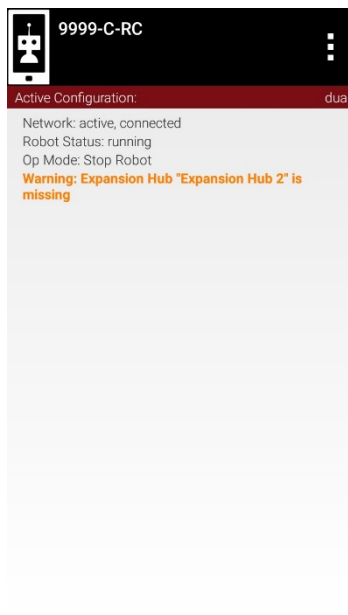 9999-C-RC
Active Configuration: dua
Network: active, connected
Robot Status: running
Op Mode: Stop Robot
Warning: Expansion Hub "Expansion Hub 2" is
missing